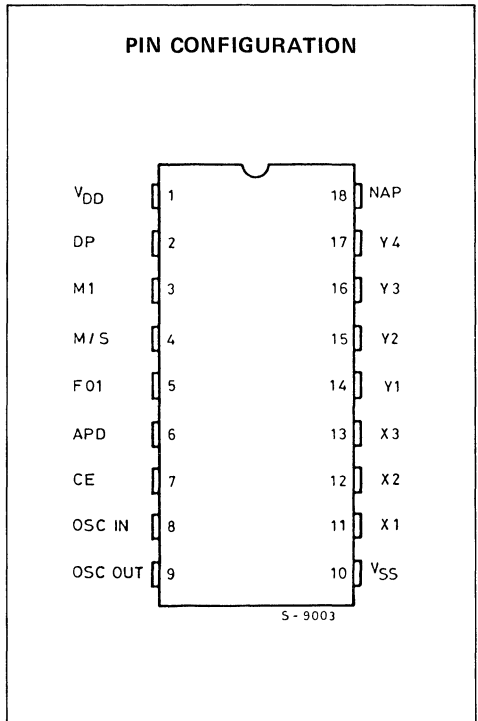 PIN CONFIGURATION
VDD 1 18 NAP
DP 2 17 Y4
M1 3 16 Y3
M/S 4 15 Y2
F01 5 14 Y1
APD 6 13 X3
CE 7 12 X2
OSC IN 8 11 X1
OSC OUT 9 10 VSS
S-9003